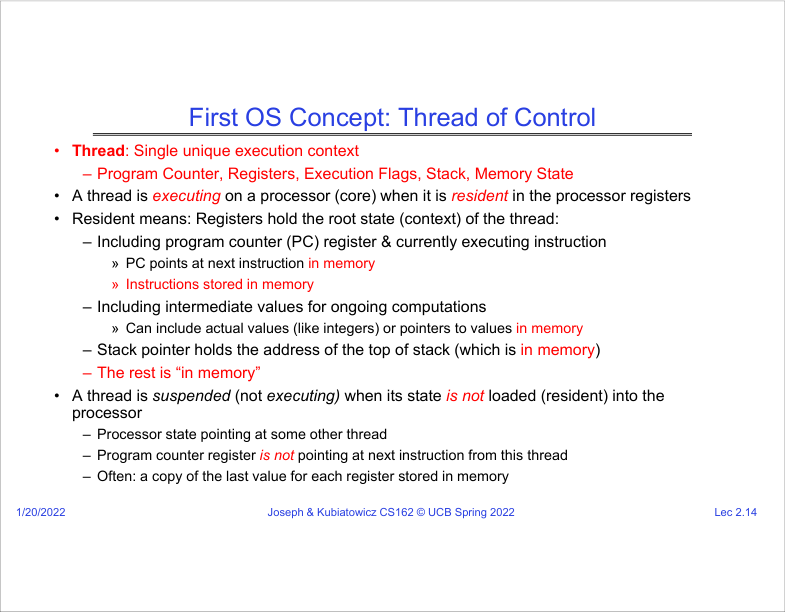 First OS Concept: Thread of Control
• Thread: Single unique execution context
– Program Counter, Registers, Execution Flags, Stack, Memory State
• A thread is executing on a processor (core) when it is resident in the processor registers
• Resident means: Registers hold the root state (context) of the thread:
– Including program counter (PC) register & currently executing instruction
» PC points at next instruction in memory
» Instructions stored in memory
– Including intermediate values for ongoing computations
» Can include actual values (like integers) or pointers to values in memory
– Stack pointer holds the address of the top of stack (which is in memory)
– The rest is “in memory”
• A thread is suspended (not executing) when its state is not loaded (resident) into the
processor
– Processor state pointing at some other thread
– Program counter register is not pointing at next instruction from this thread
– Often: a copy of the last value for each register stored in memory
1/20/2022 Joseph & Kubiatowicz CS162 © UCB Spring 2022 Lec 2.14